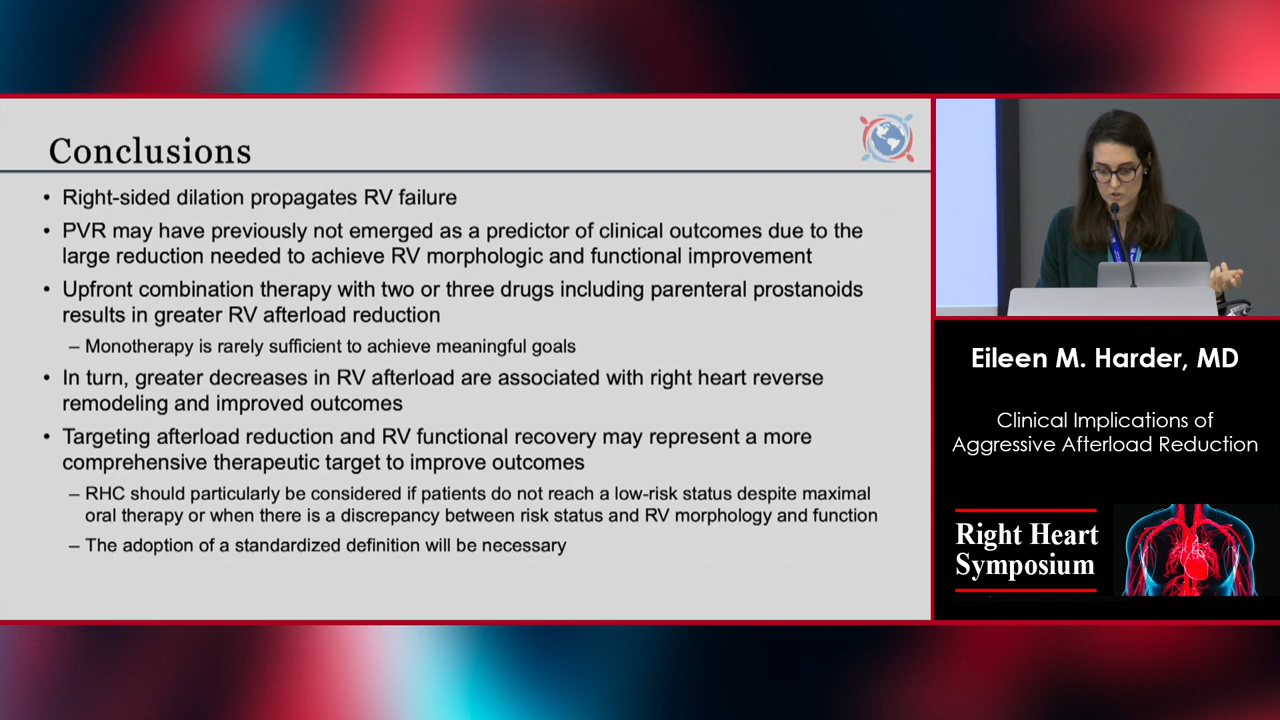 Conclusions
• Right-sided dilation propagates RV failure
• PVR may have previously not emerged as a predictor of clinical outcomes due to the
large reduction needed to achieve RV morphologic and functional improvement
• Upfront combination therapy with two or three drugs including parenteral prostanoids
results in greater RV afterload reduction
– Monotherapy is rarely sufficient to achieve meaningful goals
• In turn, greater decreases in RV afterload are associated with right heart reverse
remodeling and improved outcomes
• Targeting afterload reduction and RV functional recovery may represent a more
comprehensive therapeutic target to improve outcomes
– RHC should particularly be considered if patients do not reach a low-risk status despite maximal
oral therapy or when there is a discrepancy between risk status and RV morphology and function
– The adoption of a standardized definition will be necessary
Eileen M. Harder, MD
Clinical Implications of
Aggressive Afterload Reduction
Right Heart
Symposium